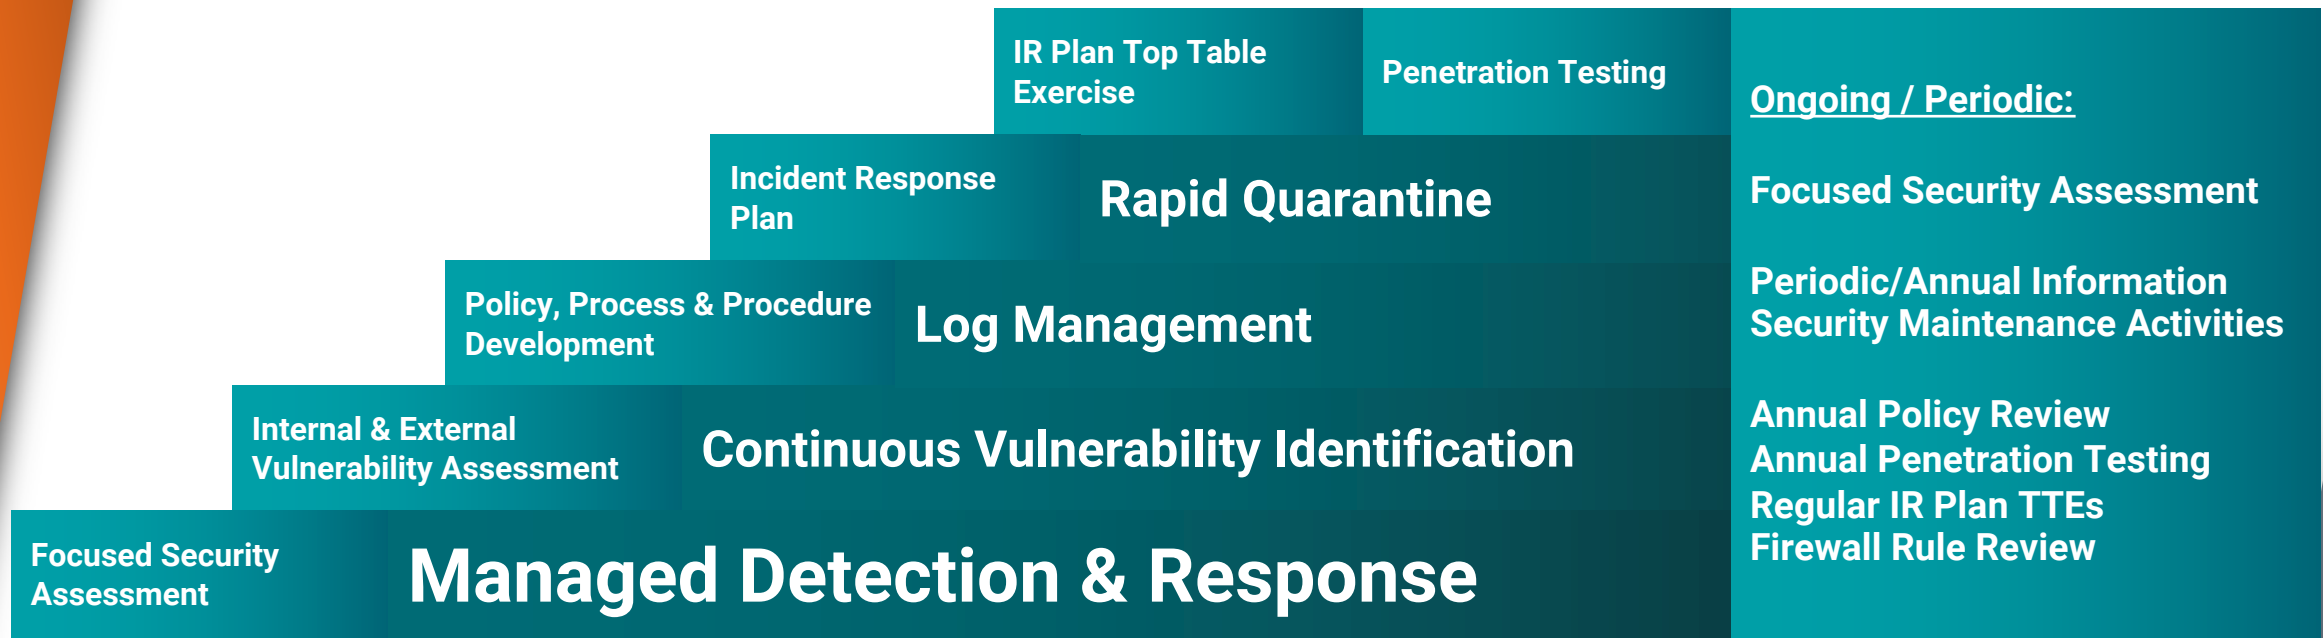 IR Plan Top Table
Exercise
Penetration Testing
Incident Response
Plan
Rapid Quarantine
Policy, Process & Procedure
Development
Log Management
Internal & External
Vulnerability Assessment
Continuous Vulnerability Identification
Focused Security
Assessment
Managed Detection & Response
Ongoing / Periodic:
Focused Security Assessment
Periodic/Annual Information
Security Maintenance Activities
Annual Policy Review
Annual Penetration Testing
Regular IR Plan TTEs
Firewall Rule Review